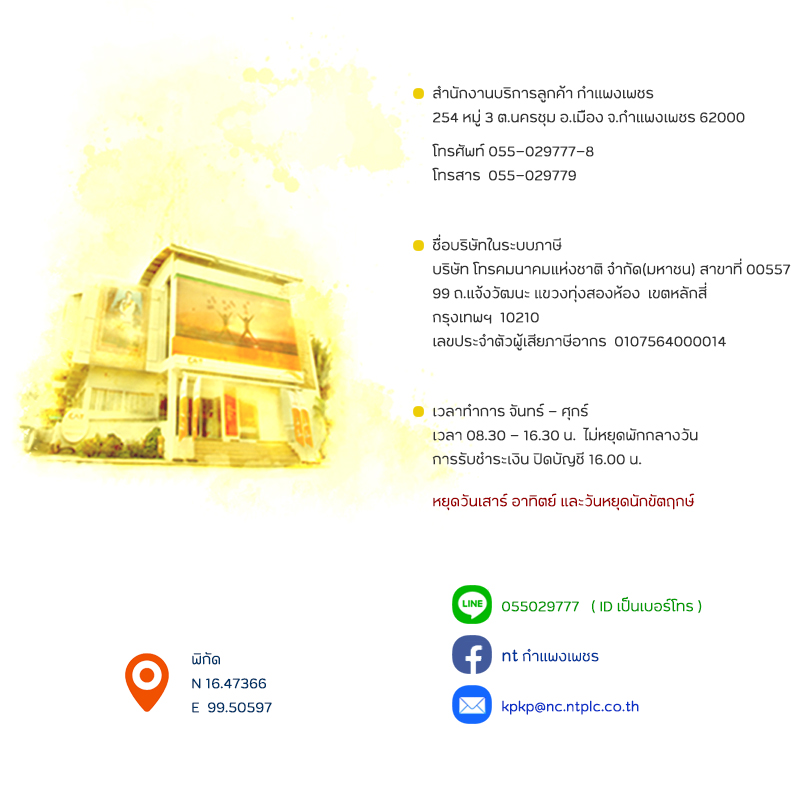 สำนักงานบริการลูกค้า กำแพงเพชร
254 หมู่ 3 ต.นครชุม อ.เมือง จ.กำแพงเพชร 62000
โทรศัพท์ 055-029777-8
โทรสาร 055-029779
ชื่อบริษัทในระบบภาษี
บริษัท โทรคมนาคมแห่งชาติ จำกัด(มหาชน) สาขาที่ 00557
99 ถ.แจ้งวัฒนะ แขวงทุ่งสองห้อง เขตหลักสี่
กรุงเทพฯ 10210
เลขประจำตัวผู้เสียภาษีอากร 0107564000014
เวลาทำการ จันทร์ - ศุกร์
เวลา 08.30 - 16.30 น. ไม่หยุดพักกลางวัน
การรับชำระเงิน ปิดบัญชี 16.00 น.
หยุดวันเสาร์ อาทิตย์ และวันหยุดนักขัตฤกษ์
LINE 055029777 ( ID เป็นเบอร์โทร )
nt กำแพงเพชร
kpkp@nc.ntplc.co.th
พิกัด
N 16.47366
E 99.50597